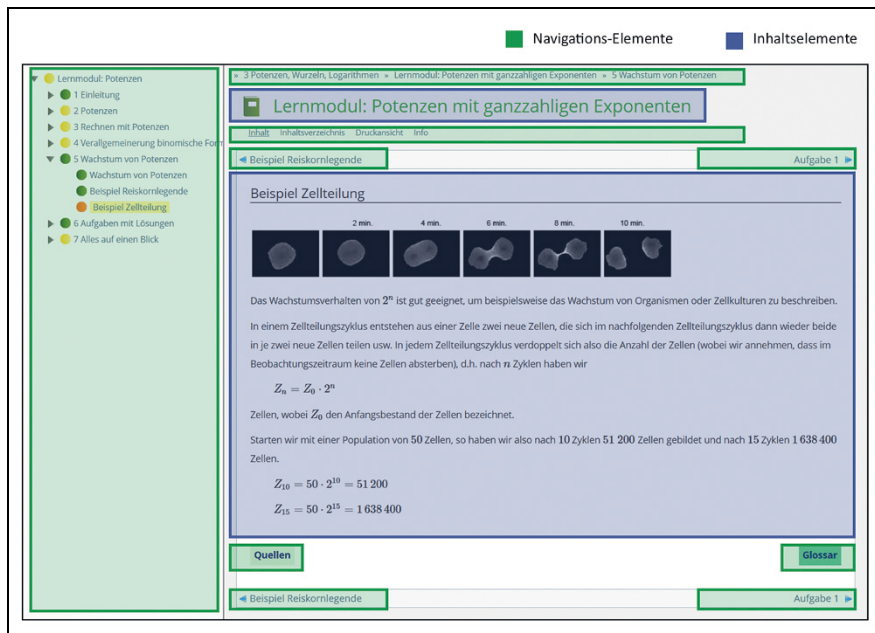 Navigations-Elemente
Inhaltselemente
Lernmodul: Potenzen
1 Einleitung
2 Potenzen
3 Rechnen mit Potenzen
4 Verallgemeinerung binomische Form
5 Wachstum von Potenzen
Wachstum von Potenzen
Beispiel Reiskornlegende
Beispiel Zellteilung
6 Aufgaben mit Lösungen
7 Alles auf einen Blick
» 3 Potenzen, Wurzeln, Logarithmen » Lernmodul: Potenzen mit ganzzahligen Exponenten » 5 Wachstum von Potenzen
Lernmodul: Potenzen mit ganzzahligen Exponenten
Inhalt Inhaltsverzeichnis Druckansicht Info
Beispiel Reiskornlegende Aufgabe 1
Beispiel Zellteilung
2 min. 4 min. 6 min. 8 min. 10 min.
Das Wachstumsverhalten von 2ⁿ ist gut geeignet, um beispielsweise das Wachstum von Organismen oder Zellkulturen zu beschreiben.
In einem Zellteilungszyklus entstehen aus einer Zelle zwei neue Zellen, die sich im nachfolgenden Zellteilungszyklus dann wieder beide
in je zwei neue Zellen teilen usw. In jedem Zellteilungszyklus verdoppelt sich also die Anzahl der Zellen (wobei wir annehmen, dass im
Beobachtungszeitraum keine Zellen absterben), d.h. nach n Zyklen haben wir
Zₙ = Z₀ · 2ⁿ
Zellen, wobei Z₀ den Anfangsbestand der Zellen bezeichnet.
Starten wir mit einer Population von 50 Zellen, so haben wir also nach 10 Zyklen 51 200 Zellen gebildet und nach 15 Zyklen 1 638 400
Zellen.
Z₁₀ = 50 · 2¹⁰ = 51 200
Z₁₅ = 50 · 2¹⁵ = 1 638 400
Quellen Glossar
Beispiel Reiskornlegende Aufgabe 1